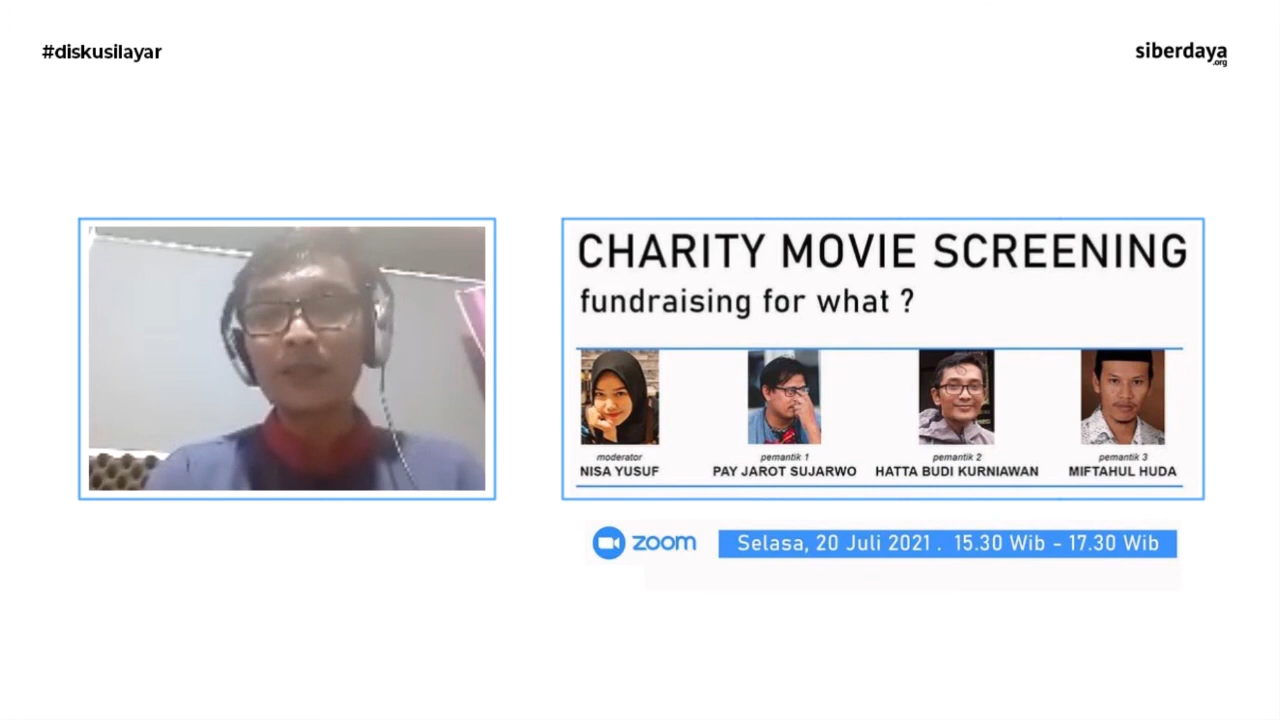 #diskusilayar
siberdaya
.org
CHARITY MOVIE SCREENING
fundraising for what ?
moderator
NISA YUSUF
pemantik 1
PAY JAROT SUJARWO
pemantik 2
HATTA BUDI KURNIAWAN
pemantik 3
MIFTAHUL HUDA
zoom
Selasa, 20 Juli 2021 . 15.30 Wib - 17.30 Wib